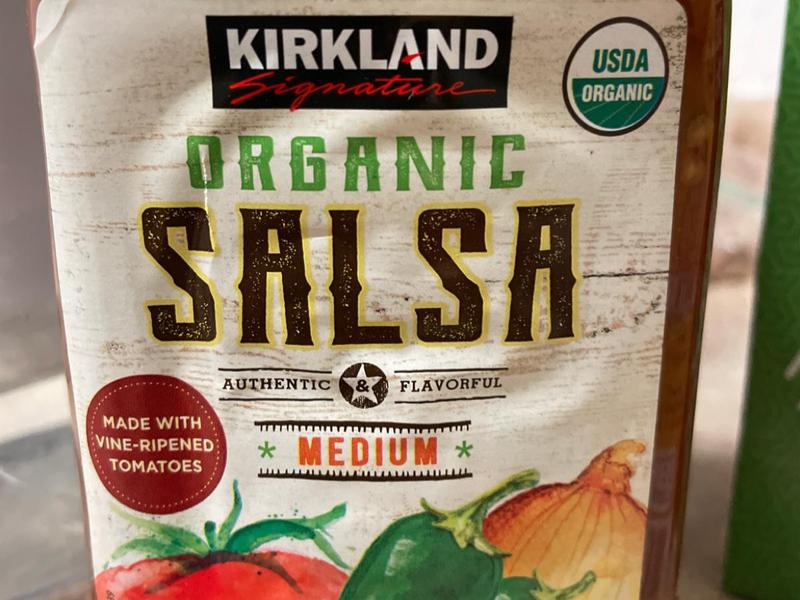 KIRKLAND
Signature
USDA
ORGANIC
ORGANIC
SALSA
AUTHENTIC & FLAVORFUL
MEDIUM
MADE WITH
VINE-RIPENED
TOMATOES